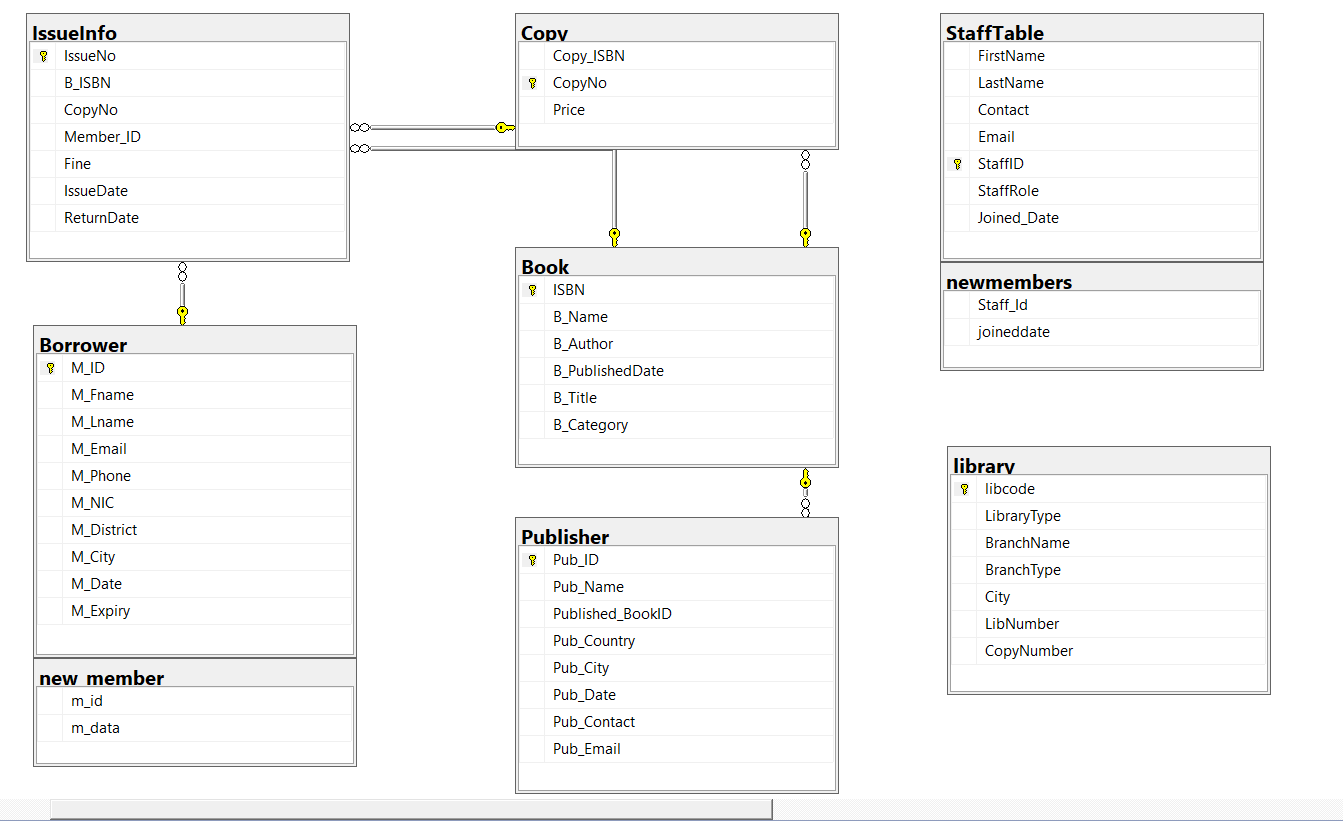 IssueInfo
IssueNo
B_ISBN
CopyNo
Member_ID
Fine
IssueDate
ReturnDate
Copy
Copy_ISBN
CopyNo
Price
StaffTable
FirstName
LastName
Contact
Email
StaffID
StaffRole
Joined_Date
newmembers
Staff_Id
joineddate
Book
ISBN
B_Name
B_Author
B_PublishedDate
B_Title
B_Category
Borrower
M_ID
M_Fname
M_Lname
M_Email
M_Phone
M_NIC
M_District
M_City
M_Date
M_Expiry
new_member
m_id
m_data
Publisher
Pub_ID
Pub_Name
Published_BookID
Pub_Country
Pub_City
Pub_Date
Pub_Contact
Pub_Email
library
libcode
LibraryType
BranchName
BranchType
City
LibNumber
CopyNumber